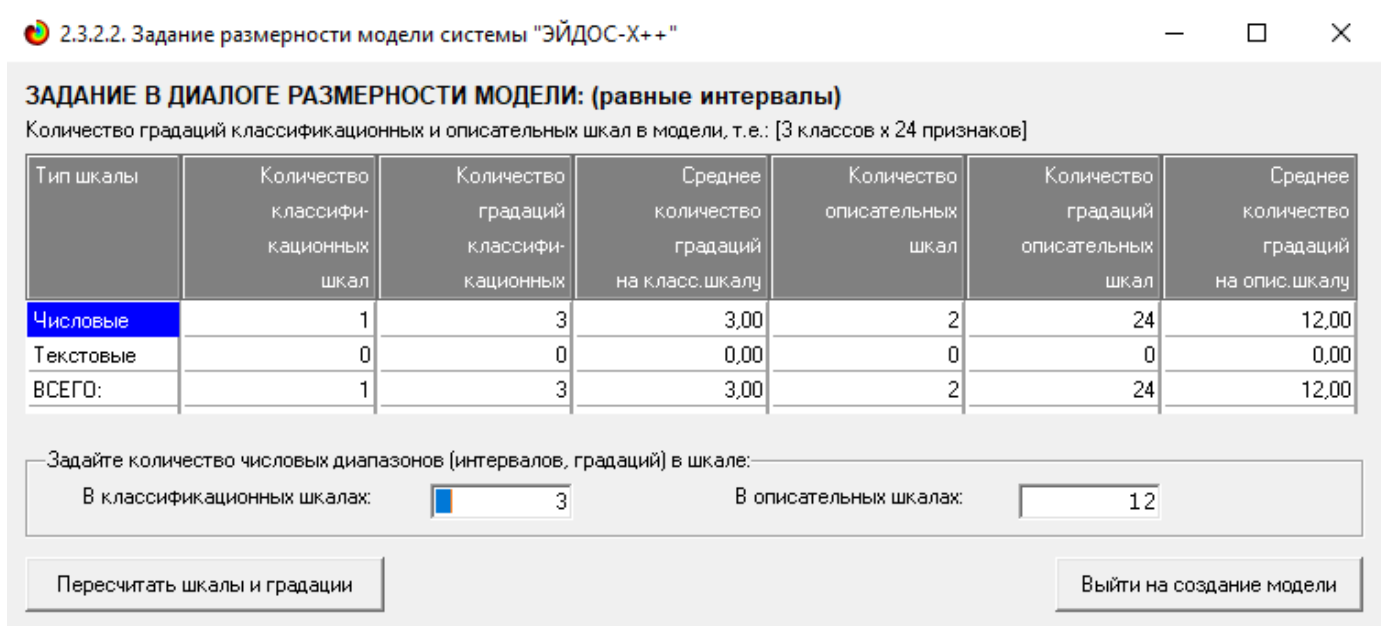 2.3.2.2. Задание размерности модели системы "ЭЙДОС-X++"
ЗАДАНИЕ В ДИАЛОГЕ РАЗМЕРНОСТИ МОДЕЛИ: (равные интервалы)
Количество градаций классификационных и описательных шкал в модели, т.е.: [3 классов x 24 признаков]
Тип шкалы Количество Количество Среднее Количество Количество Среднее
классифи- градаций количество описательных градаций количество
кационных классифи- градаций шкал описательных градаций
шкал кационных на класс.шкалу шкал на опис.шкалу
Числовые 1 3 3,00 2 24 12,00
Текстовые 0 0 0,00 0 0 0,00
ВСЕГО: 1 3 3,00 2 24 12,00
Задайте количество числовых диапазонов (интервалов, градаций) в шкале:
В классификационных шкалах: 3 В описательных шкалах: 12
Пересчитать шкалы и градации Выйти на создание модели